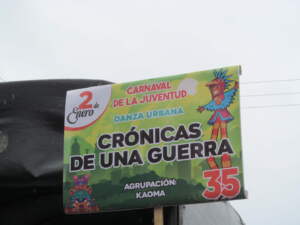 2 de
Enero
CARNAVAL
DE LA JUVENTUD
DANZA URBANA
CRÓNICAS
DE UNA GUERRA
AGRUPACIÓN:
KAOMA
35